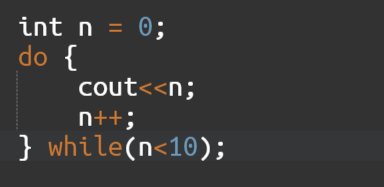 int n = 0;
do {
    cout<<n;
    n++;
} while(n<10);